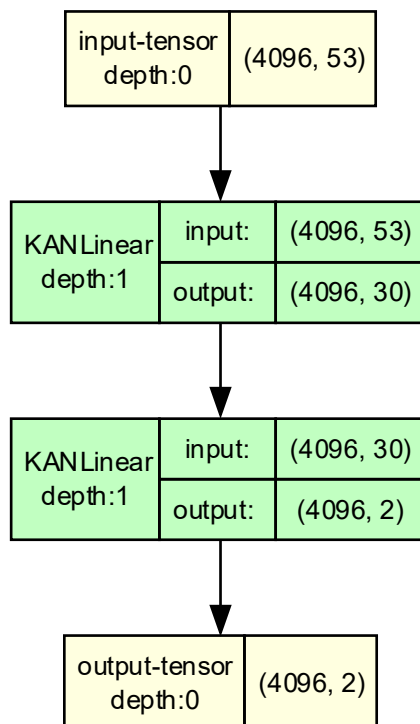 input-tensor
depth:0
(4096, 53)
KANLinear
depth:1
input:
(4096, 53)
output:
(4096, 30)
KANLinear
depth:1
input:
(4096, 30)
output:
(4096, 2)
output-tensor
depth:0
(4096, 2)